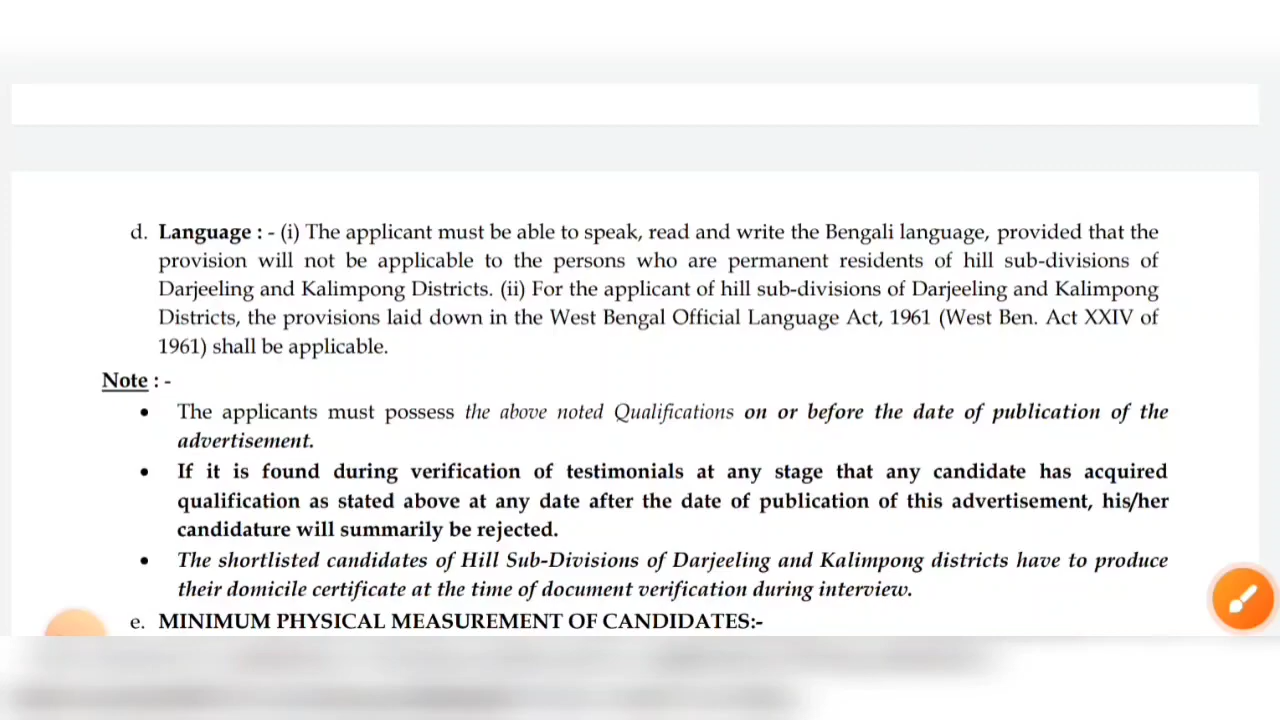 d. Language : - (i) The applicant must be able to speak, read and write the Bengali language, provided that the
provision will not be applicable to the persons who are permanent residents of hill sub-divisions of
Darjeeling and Kalimpong Districts. (ii) For the applicant of hill sub-divisions of Darjeeling and Kalimpong
Districts, the provisions laid down in the West Bengal Official Language Act, 1961 (West Ben. Act XXIV of
1961) shall be applicable.
Note : -
• The applicants must possess the above noted Qualifications on or before the date of publication of the
advertisement.
• If it is found during verification of testimonials at any stage that any candidate has acquired
qualification as stated above at any date after the date of publication of this advertisement, his/her
candidature will summarily be rejected.
• The shortlisted candidates of Hill Sub-Divisions of Darjeeling and Kalimpong districts have to produce
their domicile certificate at the time of document verification during interview.
e. MINIMUM PHYSICAL MEASUREMENT OF CANDIDATES:-